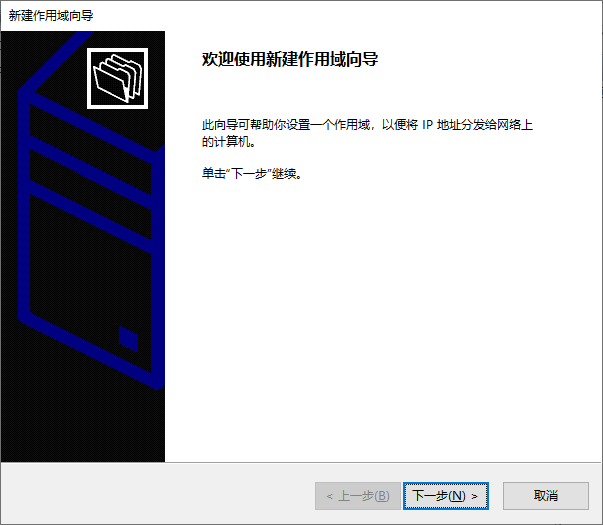 新建作用域向导
欢迎使用新建作用域向导
此向导可帮助你设置一个作用域，以便将 IP 地址分发给网络上
的计算机。
单击“下一步”继续。
< 上一步(B)
下一步(N) >
取消